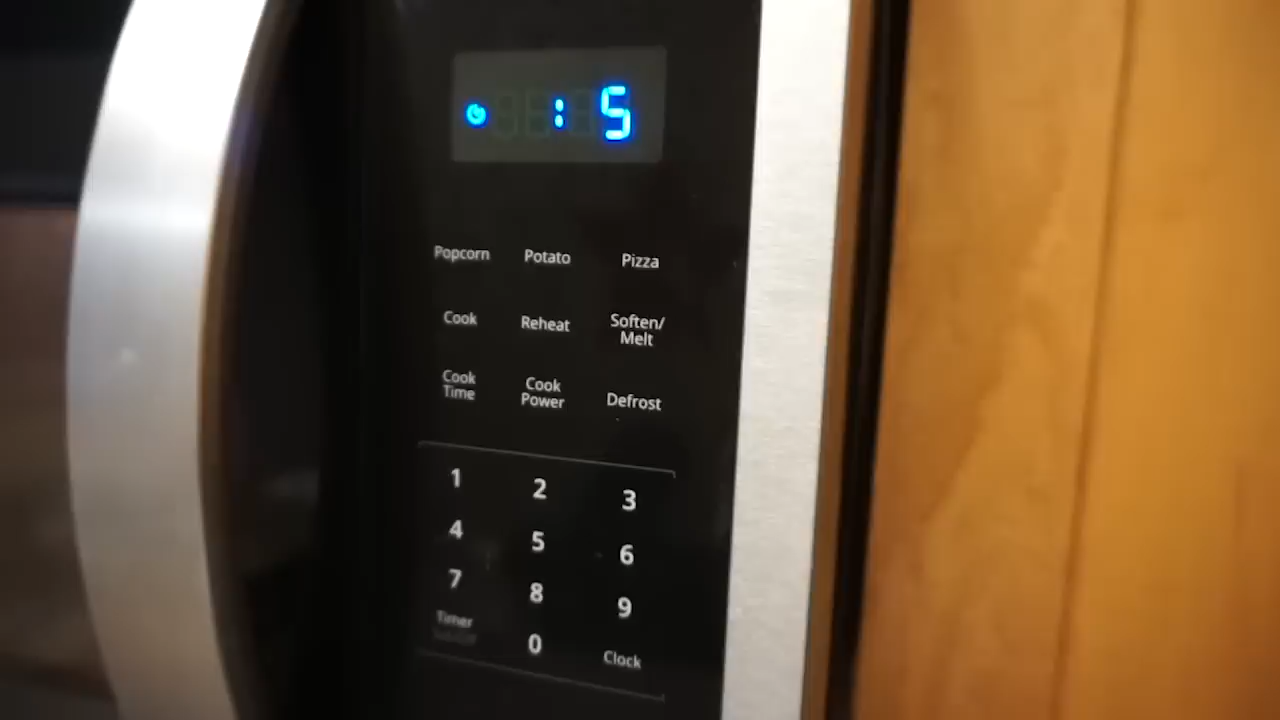 : 5
Popcorn Potato Pizza
Cook Reheat Soften/
Melt
Cook Time Cook Power Defrost
1 2 3
4 5 6
7 8 9
Timer 0 Clock